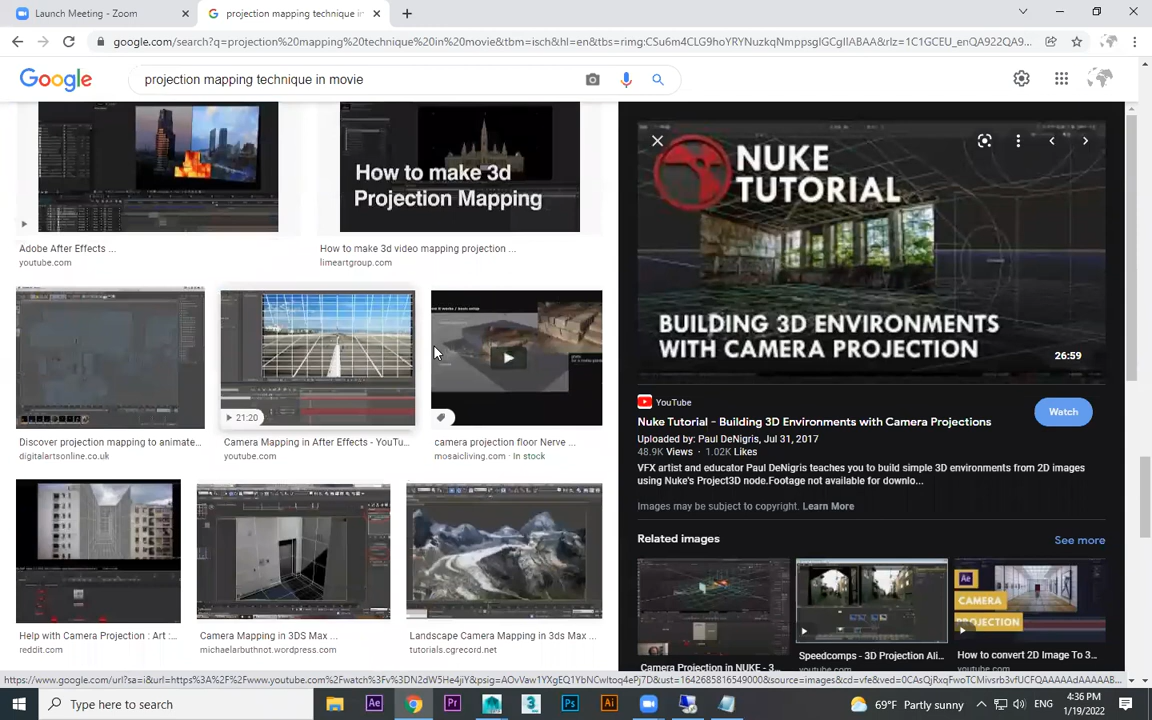 Launch Meeting - Zoom
projection mapping technique in
google.com/search?q=projection%20mapping%20technique%20in%20movie&tbm=isch&hl=en&tbs=rimg:CSu6m4CLG9hoYRYNuzkqNmppsgIGCgIIABAA&rlz=1C1GCEU_enQA922QA9...
Google
projection mapping technique in movie
How to make 3d
Projection Mapping
Adobe After Effects ...
youtube.com
How to make 3d video mapping projection ...
limeartgroup.com
21:20
Discover projection mapping to animate...
digitalartsonline.co.uk
Camera Mapping in After Effects - YouTu...
youtube.com
camera projection floor Nerve ...
mosaicliving.com · In stock
Help with Camera Projection : Art :...
reddit.com
Camera Mapping in 3DS Max ...
michaelarbuthnot.wordpress.com
Landscape Camera Mapping in 3ds Max ...
tutorials.cgrecord.net
NUKE
TUTORIAL
BUILDING 3D ENVIRONMENTS
WITH CAMERA PROJECTION
26:59
YouTube
Nuke Tutorial - Building 3D Environments with Camera Projections
Watch
Uploaded by: Paul DeNigris, Jul 31, 2017
48.9K Views · 1.02K Likes
VFX artist and educator Paul DeNigris teaches you to build simple 3D environments from 2D images
using Nuke's Project3D node.Footage not available for downlo...
Images may be subject to copyright. Learn More
Related images
See more
Ae
CAMERA
PROJECTION
Camera Projection in NUKE - 3...
Speedcomps - 3D Projection Ali...
How to convert 2D Image To 3...
youtube.com
Type here to search
Ae
Pr
3
Ps
Ai
69°F Partly sunny
ENG
4:36 PM
1/19/2022